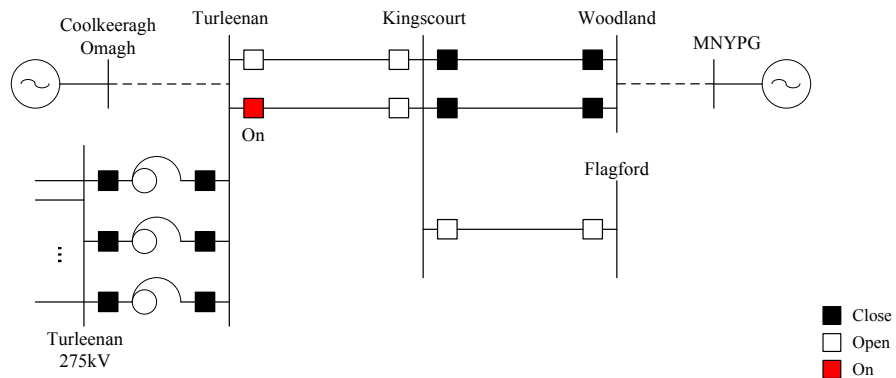 Coolkeeragh
Omagh
Turleenan
Kingscourt
Woodland
MNYPG
On
Flagford
...
Turleenan
275kV
Close
Open
On